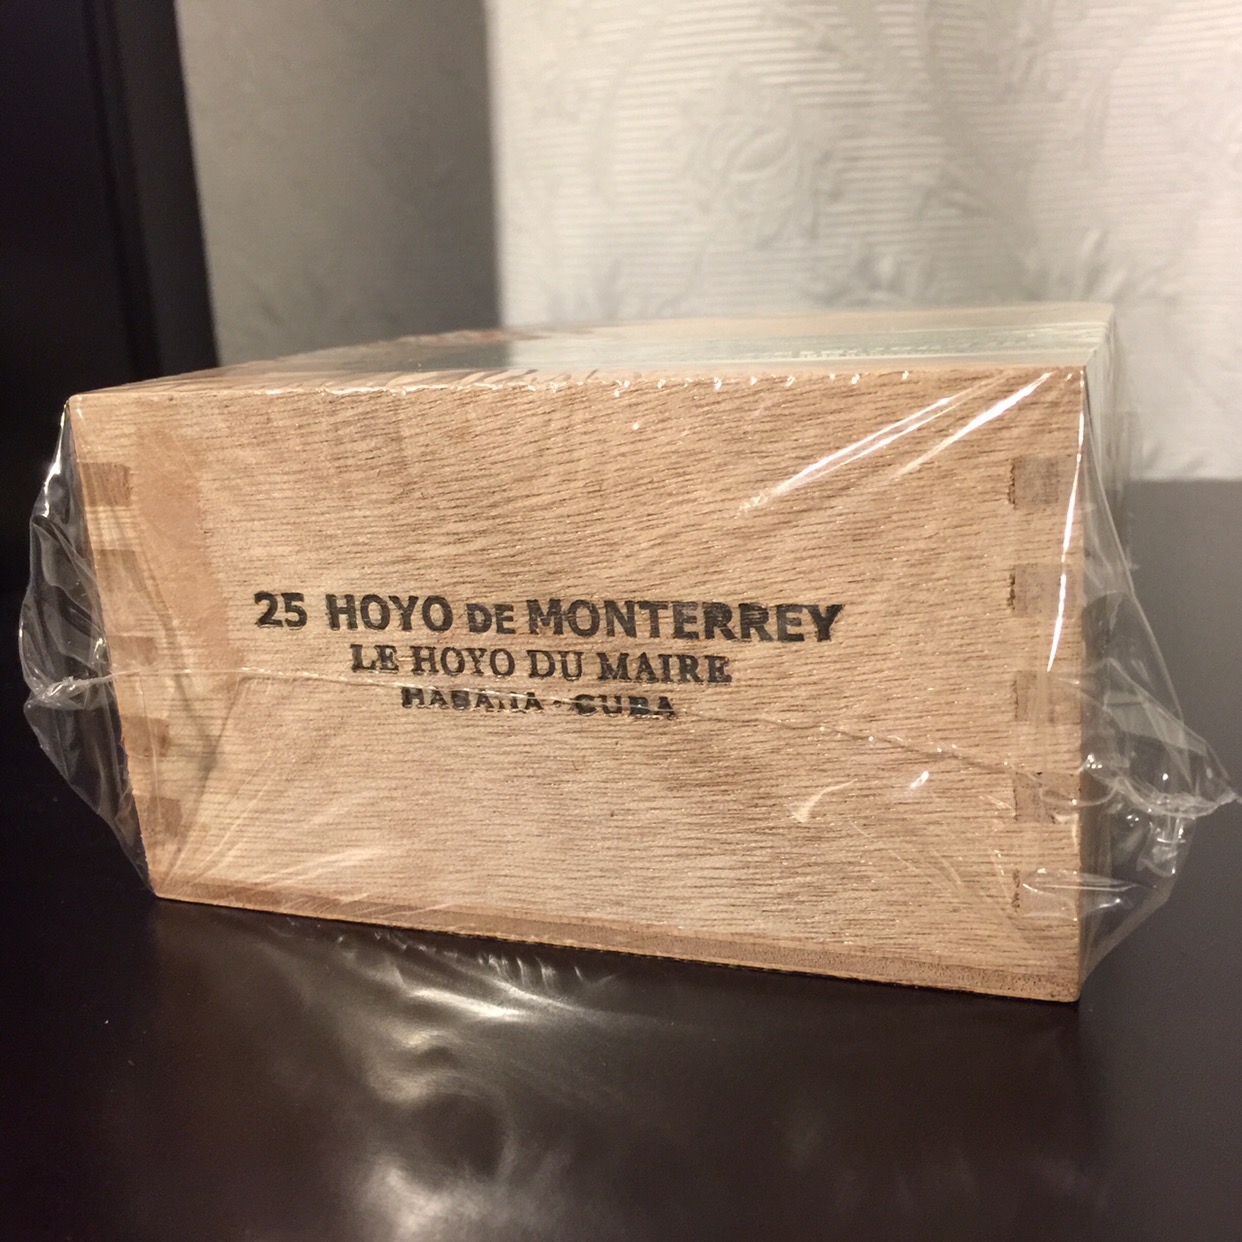 25 HOYO DE MONTERREY
LE HOYO DU MAIRE
HABANA · CUBA